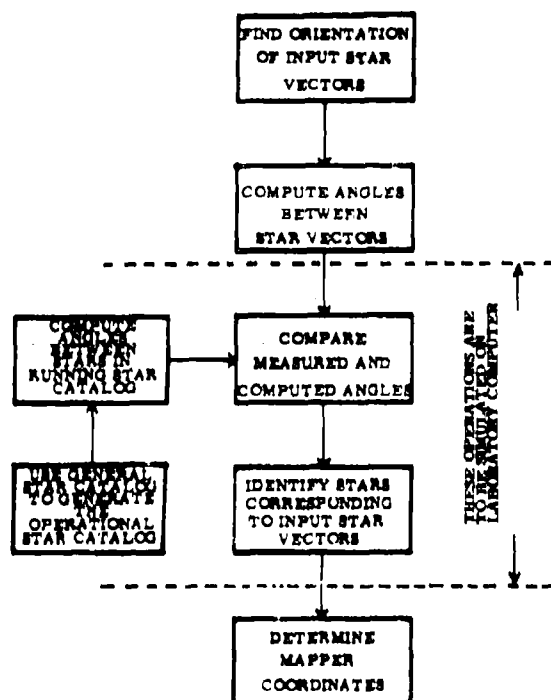 FIND ORIENTATION
OF INPUT STAR
VECTORS
COMPUTE ANGLES
BETWEEN
STAR VECTORS
COMPUTE
ANGLES
BETWEEN
STARS IN
RUNNING STAR
CATALOG
COMPARE
MEASURED AND
COMPUTED ANGLES
USE GENERAL
STAR CATALOG
TO GENERATE
THE
OPERATIONAL
STAR CATALOG
IDENTIFY STARS
CORRESPONDING
TO INPUT STAR
VECTORS
THESE OPERATIONS ARE
TO BE SIMULATED ON
LABORATORY COMPUTER
DETERMINE
MAPPER
COORDINATES